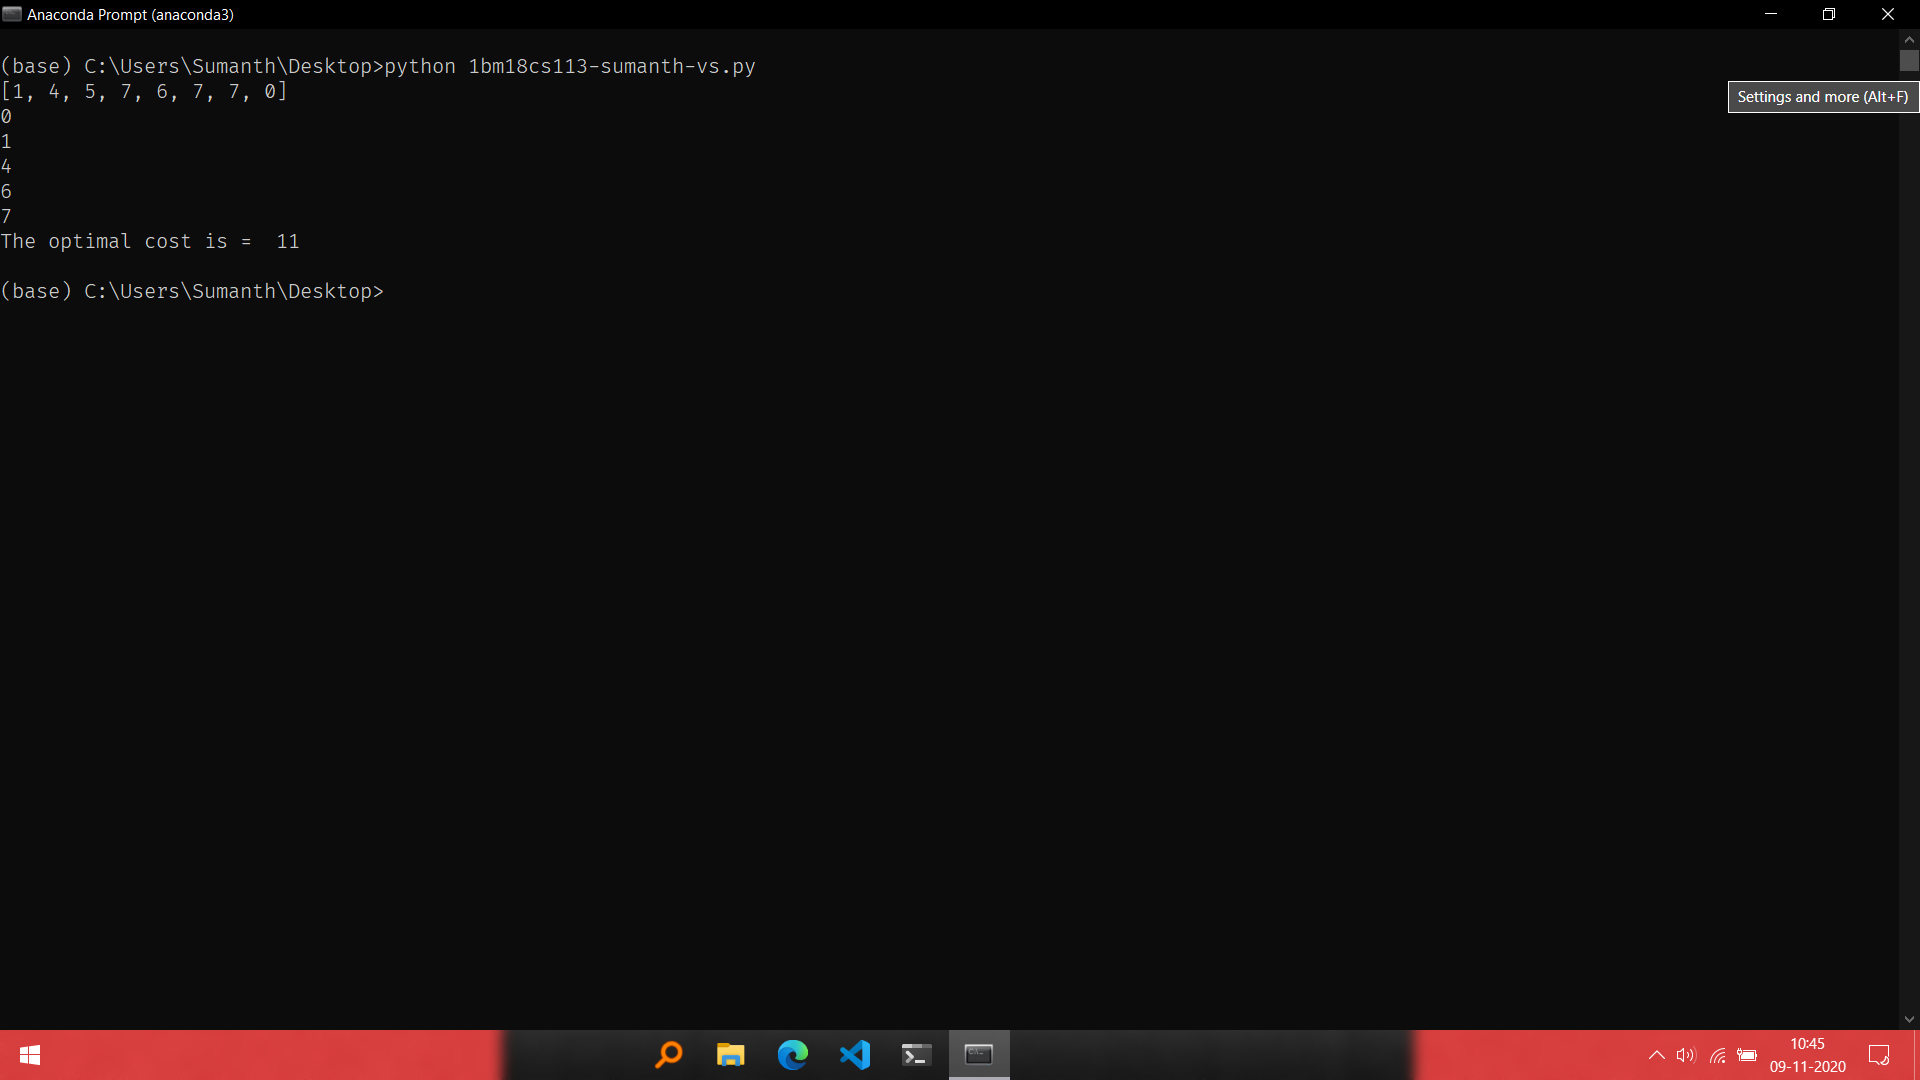 Anaconda Prompt (anaconda3)
(base) C:\Users\Sumanth\Desktop>python 1bm18cs113-sumanth-vs.py
[1, 4, 5, 7, 6, 7, 7, 0]
Settings and more (Alt+F)
0
1
4
6
7
The optimal cost is =  11
(base) C:\Users\Sumanth\Desktop>
10:45
09-11-2020